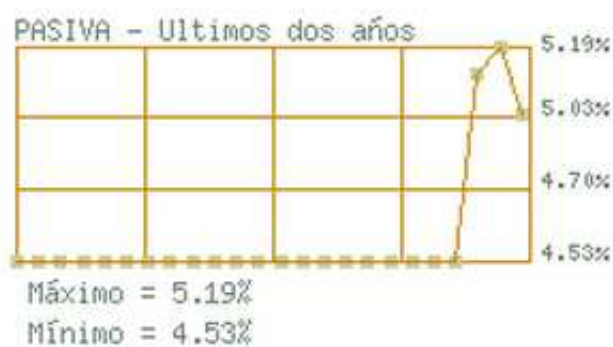 PASIVA - Ultimos dos años
5.19%
5.03%
4.70%
4.53%
Máximo = 5.19%
Mínimo = 4.53%